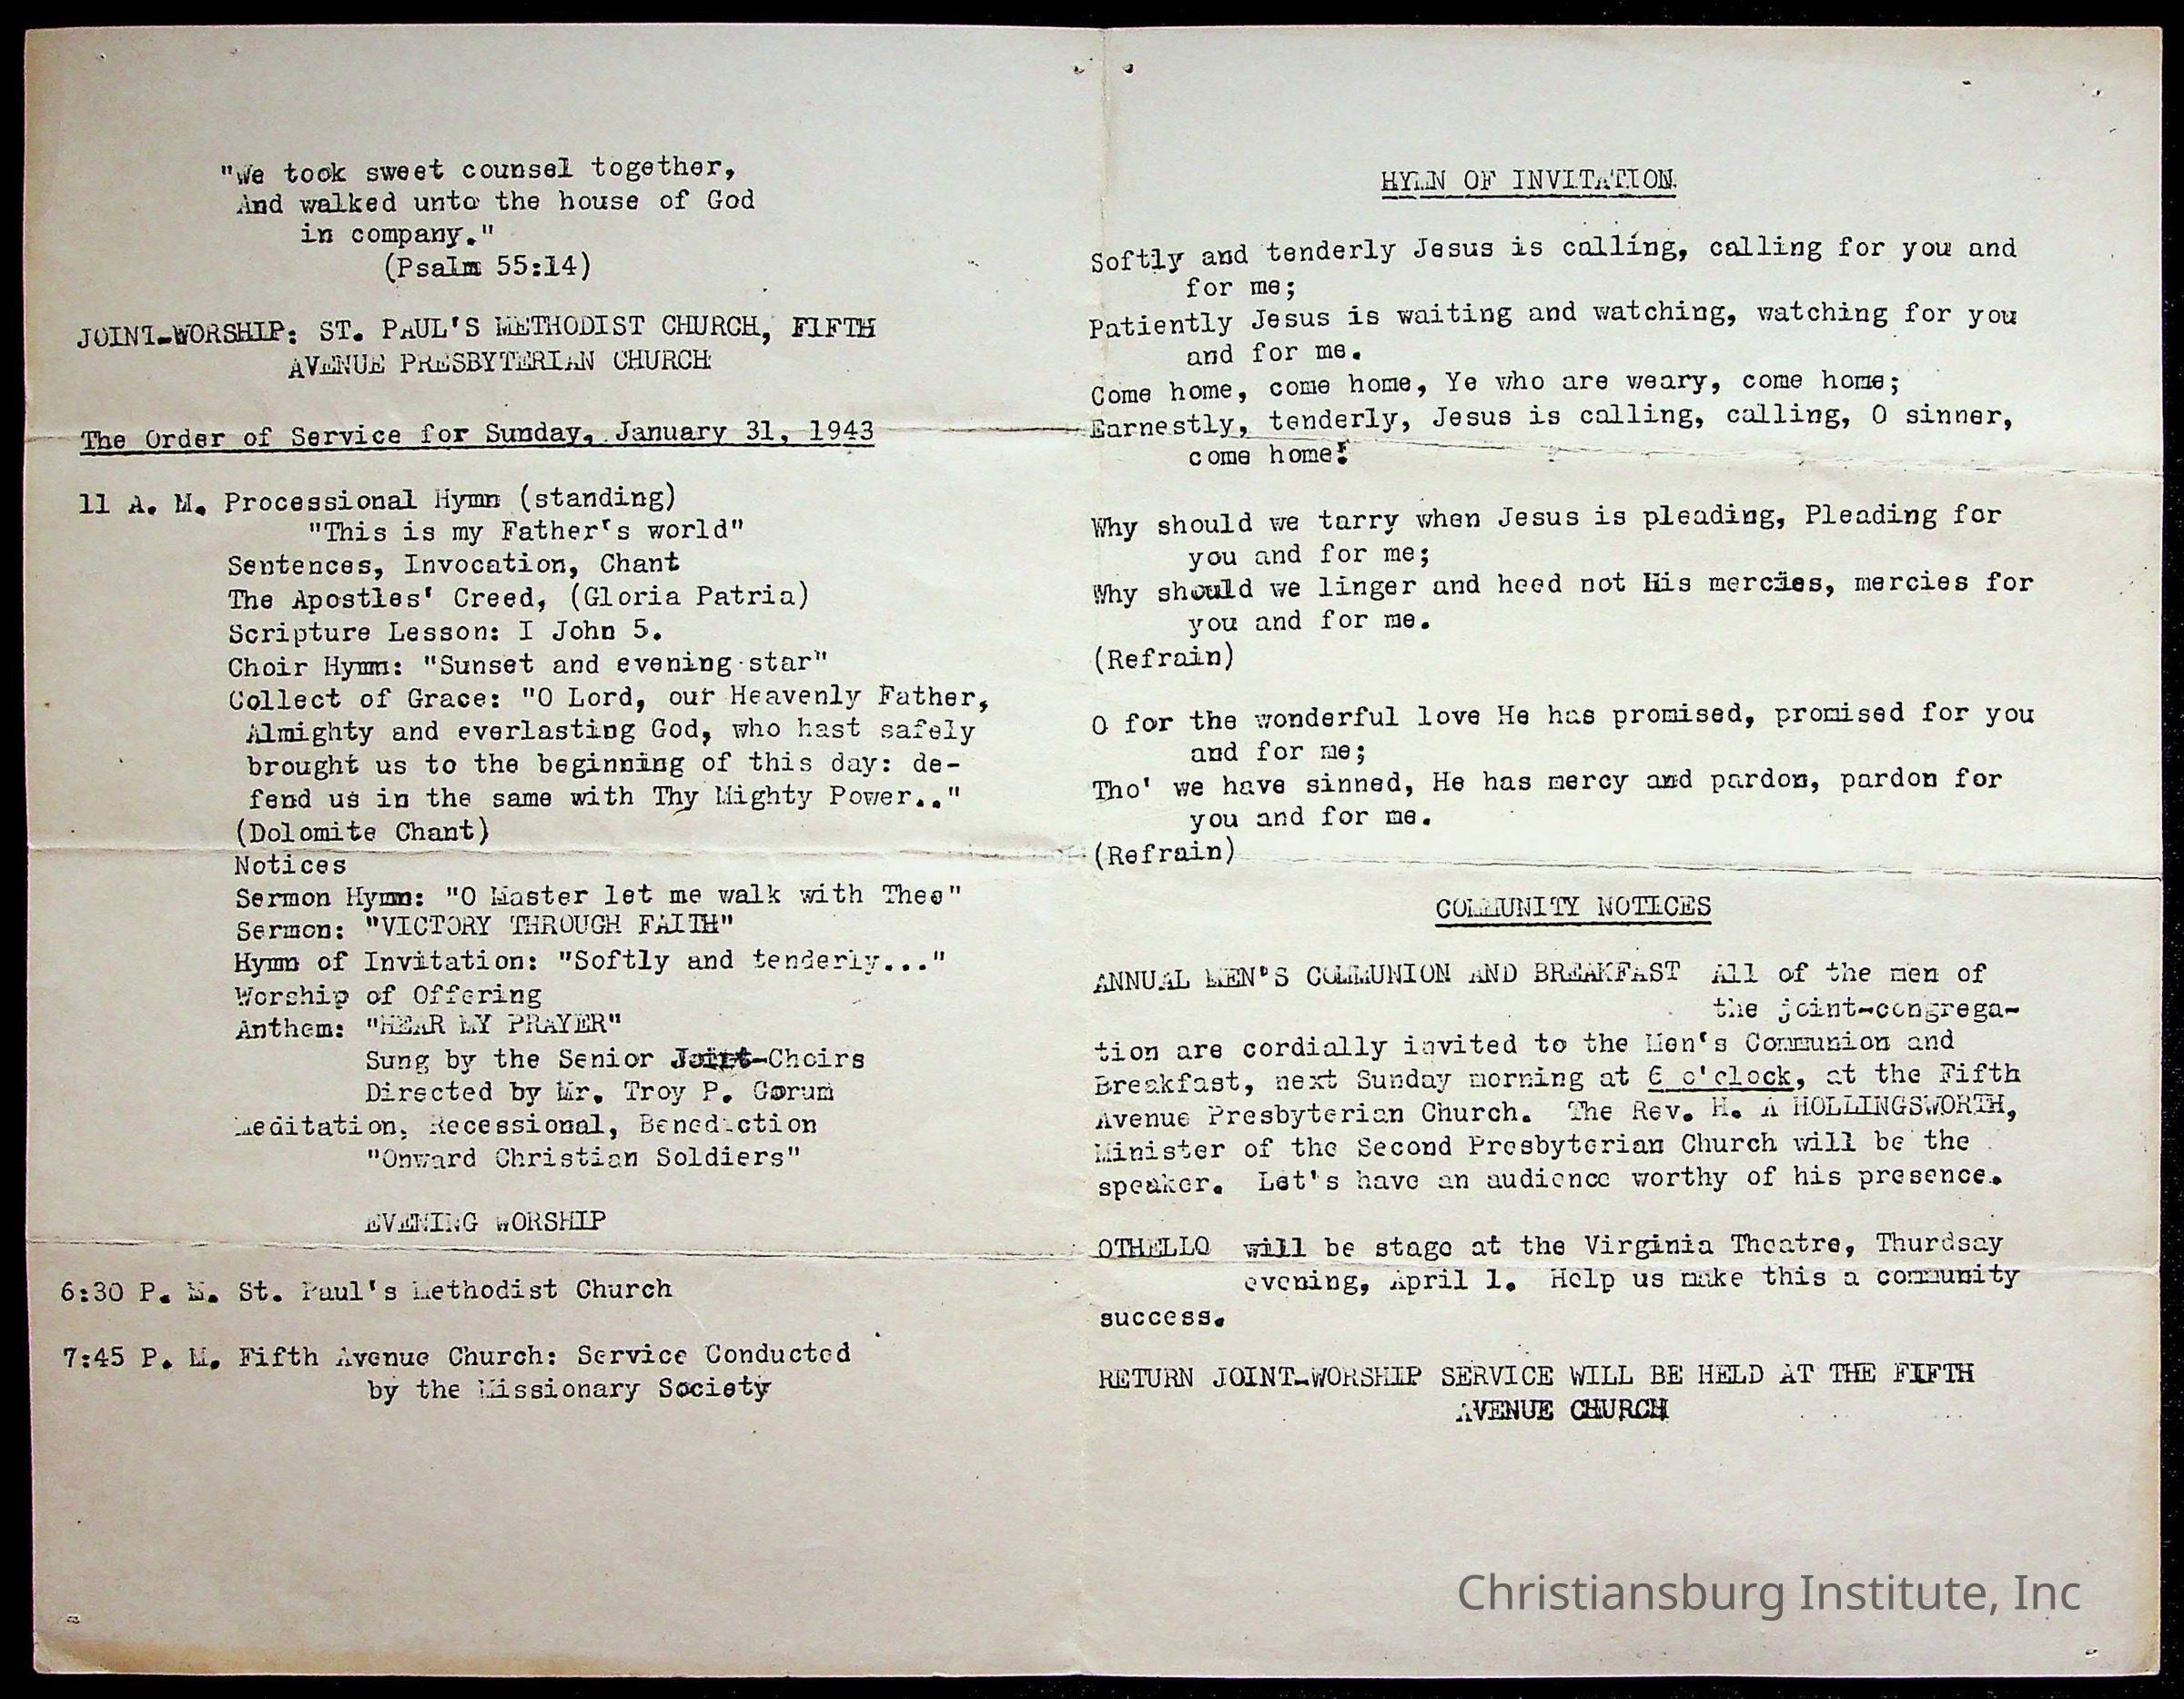 "We took sweet counsel together,
And walked unto the house of God
in company."
(Psalm 55:14)
JOINT-WORSHIP: ST. PAUL'S METHODIST CHURCH, FIFTH
AVENUE PRESBYTERIAN CHURCH
The Order of Service for Sunday, January 31, 1943
11 A. M. Processional Hymn (standing)
"This is my Father's world"
Sentences, Invocation, Chant
The Apostles' Creed, (Gloria Patria)
Scripture Lesson: I John 5.
Choir Hymn: "Sunset and evening star"
Collect of Grace: "O Lord, our Heavenly Father,
Almighty and everlasting God, who hast safely
brought us to the beginning of this day: de-
fend us in the same with Thy Mighty Power.."
(Dolomite Chant)
Notices
Sermon Hymn: "O Master let me walk with Thee"
Sermon: "VICTORY THROUGH FAITH"
Hymn of Invitation: "Softly and tenderly..."
Worship of Offering
Anthem: "HEAR MY PRAYER"
Sung by the Senior Joint-Choirs
Directed by Mr. Troy P. Gorum
Meditation, Recessional, Benediction
"Onward Christian Soldiers"
EVENING WORSHIP
6:30 P. M. St. Paul's Methodist Church
7:45 P. M. Fifth Avenue Church: Service Conducted
by the Missionary Society
HYMN OF INVITATION
Softly and tenderly Jesus is calling, calling for you and
for me;
Patiently Jesus is waiting and watching, watching for you
and for me.
Come home, come home, Ye who are weary, come home;
Earnestly, tenderly, Jesus is calling, calling, O sinner,
come home!
Why should we tarry when Jesus is pleading, Pleading for
you and for me;
Why should we linger and heed not His mercies, mercies for
you and for me.
(Refrain)
O for the wonderful love He has promised, promised for you
and for me;
Tho' we have sinned, He has mercy and pardon, pardon for
you and for me.
(Refrain)
COMMUNITY NOTICES
ANNUAL MEN'S COMMUNION AND BREAKFAST All of the men of
the joint-congrega-
tion are cordially invited to the Men's Communion and
Breakfast, next Sunday morning at 6 o'clock, at the Fifth
Avenue Presbyterian Church. The Rev. H. A HOLLINGSWORTH,
Minister of the Second Presbyterian Church will be the
speaker. Let's have an audience worthy of his presence.
OTHELLO will be stage at the Virginia Theatre, Thurdsay
evening, April 1. Help us make this a community
success.
RETURN JOINT-WORSHIP SERVICE WILL BE HELD AT THE FIFTH
AVENUE CHURCH
Christiansburg Institute, Inc